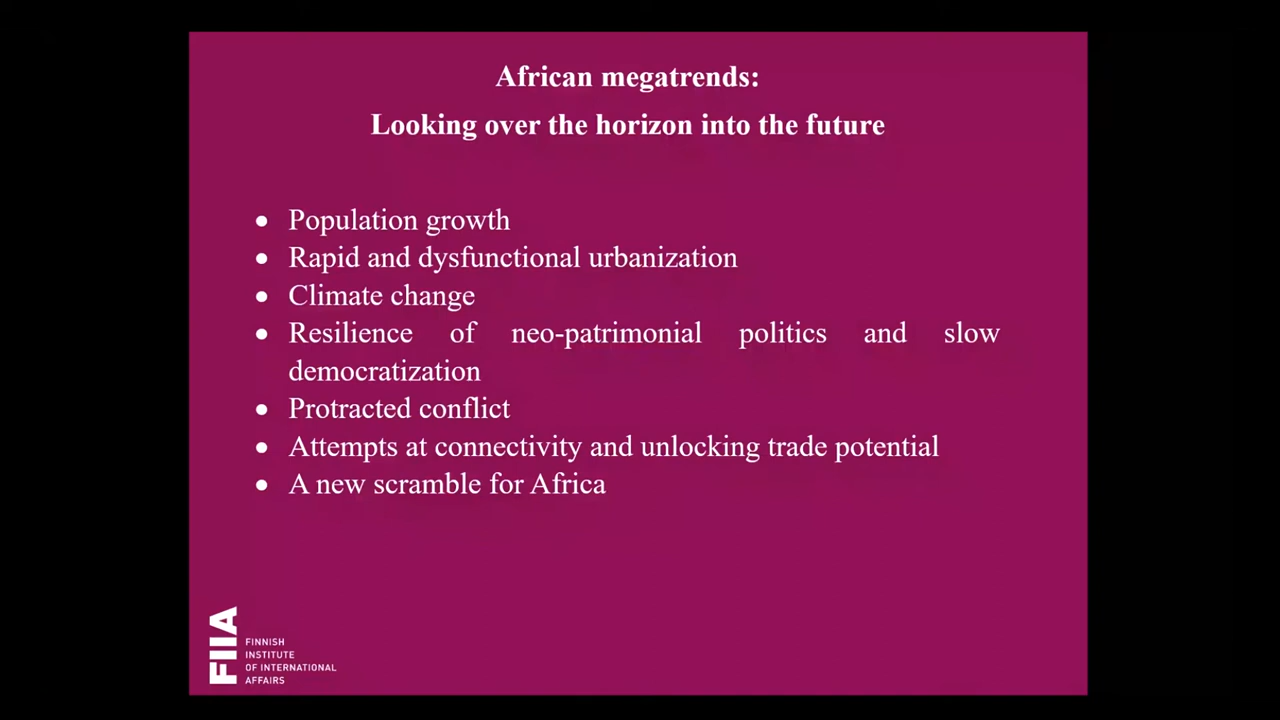 African megatrends:
Looking over the horizon into the future
• Population growth
• Rapid and dysfunctional urbanization
• Climate change
• Resilience of neo-patrimonial politics and slow
democratization
• Protracted conflict
• Attempts at connectivity and unlocking trade potential
• A new scramble for Africa
FIIA
FINNISH
INSTITUTE
OF INTERNATIONAL
AFFAIRS